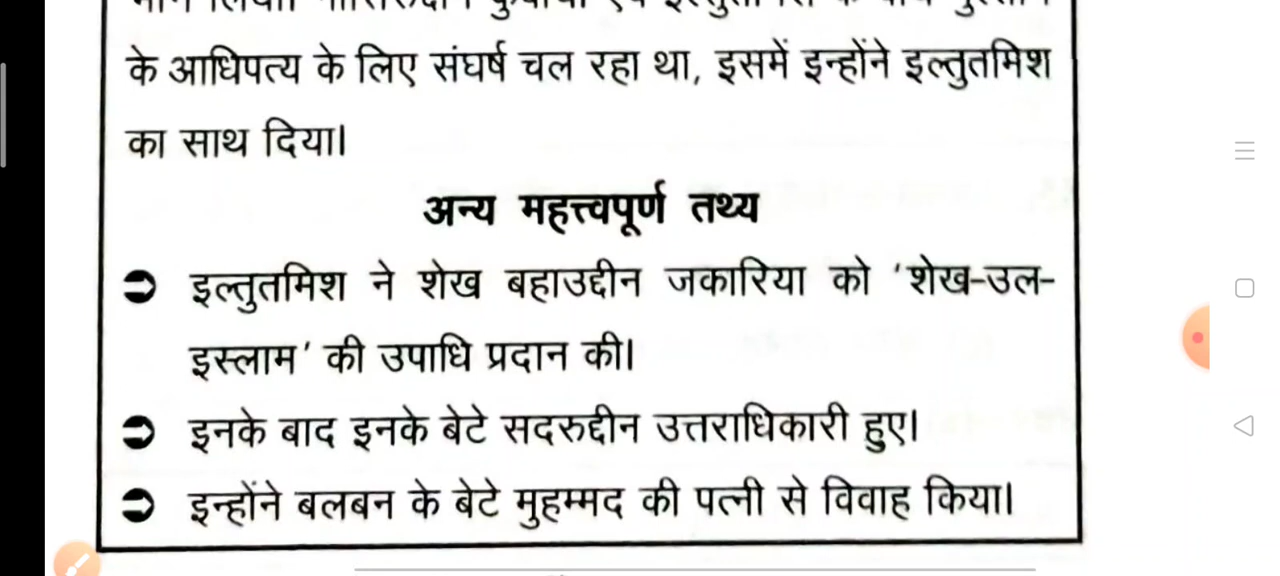 के आधिपत्य के लिए संघर्ष चल रहा था, इसमें इन्होंने इल्तुतमिश
का साथ दिया।
अन्य महत्त्वपूर्ण तथ्य
➲ इल्तुतमिश ने शेख बहाउद्दीन जकारिया को 'शेख-उल-
इस्लाम' की उपाधि प्रदान की।
➲ इनके बाद इनके बेटे सदरुद्दीन उत्तराधिकारी हुए।
➲ इन्होंने बलबन के बेटे मुहम्मद की पत्नी से विवाह किया।